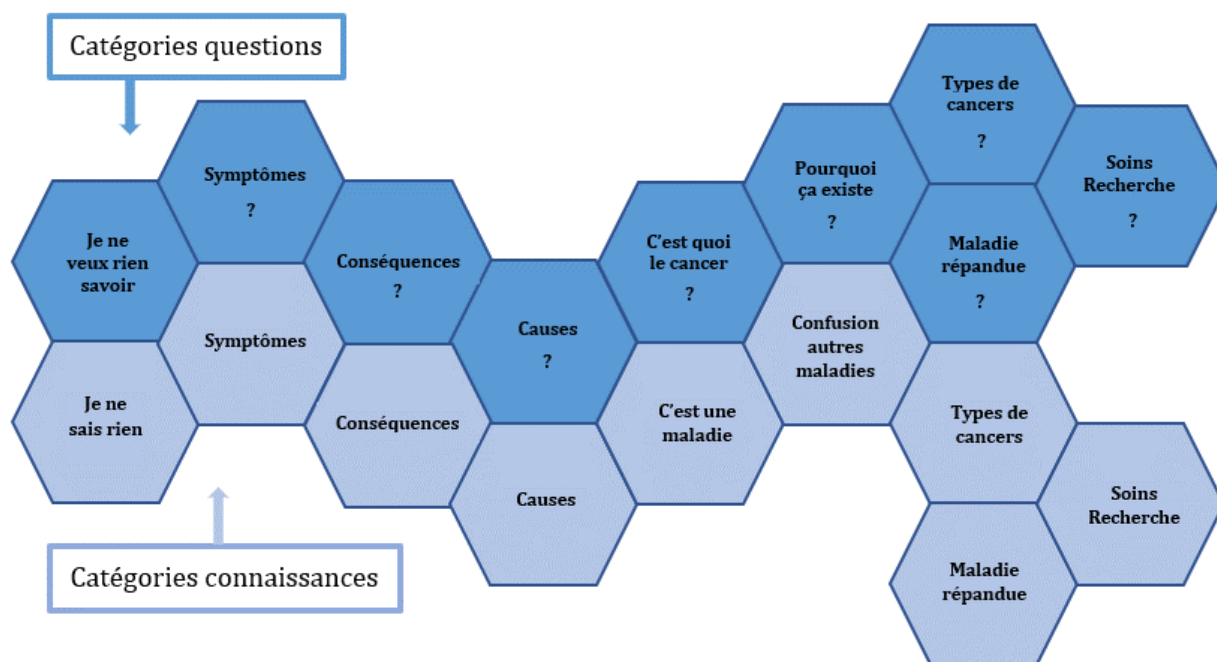 Catégories questions
Je ne
veux rien
savoir
Symptômes
?
Conséquences
?
Causes
?
C'est quoi
le cancer
?
Pourquoi
ça existe
?
Types de
cancers
?
Maladie
répandue
?
Soins
Recherche
?
Je ne
sais rien
Symptômes
Conséquences
Causes
C'est une
maladie
Confusion
autres
maladies
Types de
cancers
Maladie
répandue
Soins
Recherche
Catégories connaissances